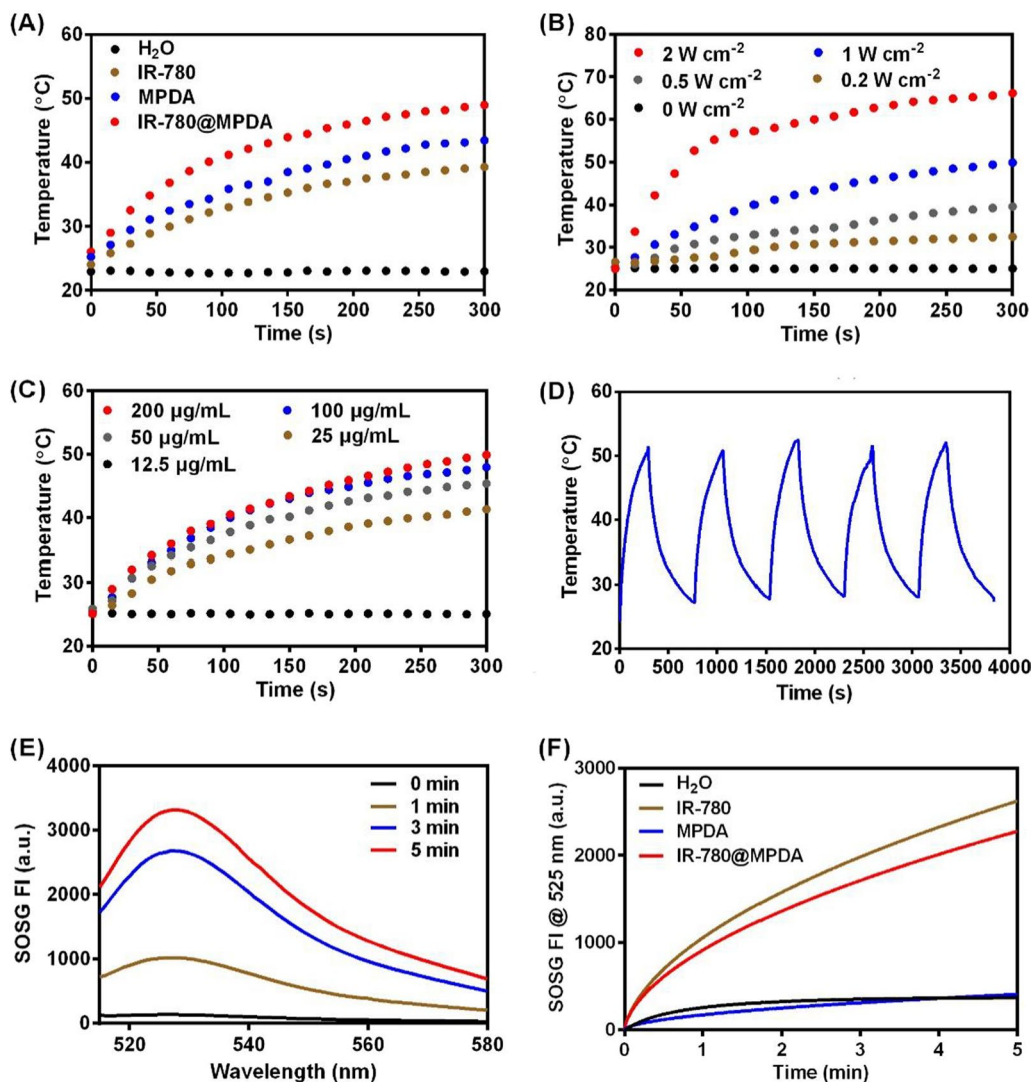 (A)
60
50
40
30
20
Temperature (°C)
H₂O
IR-780
MPDA
IR-780@MPDA
0 50 100 150 200 250 300
Time (s)
(B)
80
70
60
50
40
30
20
Temperature (°C)
2 W cm⁻² 1 W cm⁻²
0.5 W cm⁻² 0.2 W cm⁻²
0 W cm⁻²
0 50 100 150 200 250 300
Time (s)
(C)
60
50
40
30
20
Temperature (°C)
200 µg/mL 100 µg/mL
50 µg/mL 25 µg/mL
12.5 µg/mL
0 50 100 150 200 250 300
Time (s)
(D)
60
50
40
30
20
Temperature (°C)
0 500 1000 1500 2000 2500 3000 3500 4000
Time (s)
(E)
4000
3000
2000
1000
0
SOSG FI (a.u.)
0 min
1 min
3 min
5 min
520 540 560 580
Wavelength (nm)
(F)
3000
2000
1000
0
SOSG FI @ 525 nm (a.u.)
H₂O
IR-780
MPDA
IR-780@MPDA
0 1 2 3 4 5
Time (min)